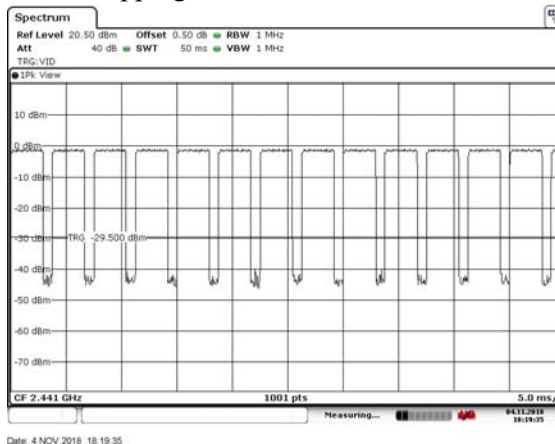 Spectrum
Ref Level 20.50 dBm Offset 0.50 dB RBW 1 MHz
Att 40 dB SWT 50 ms VBW 1 MHz
TRG:VID
1Pk View
10 dBm
0 dBm
-10 dBm
-20 dBm
-30 dBm
TRG -29.500 dBm
-40 dBm
-50 dBm
-60 dBm
-70 dBm
CF 2.441 GHz 1001 pts 5.0 ms/
Measuring... 04.11.2018
18:19:35
Date: 4.NOV.2018 18:19:35